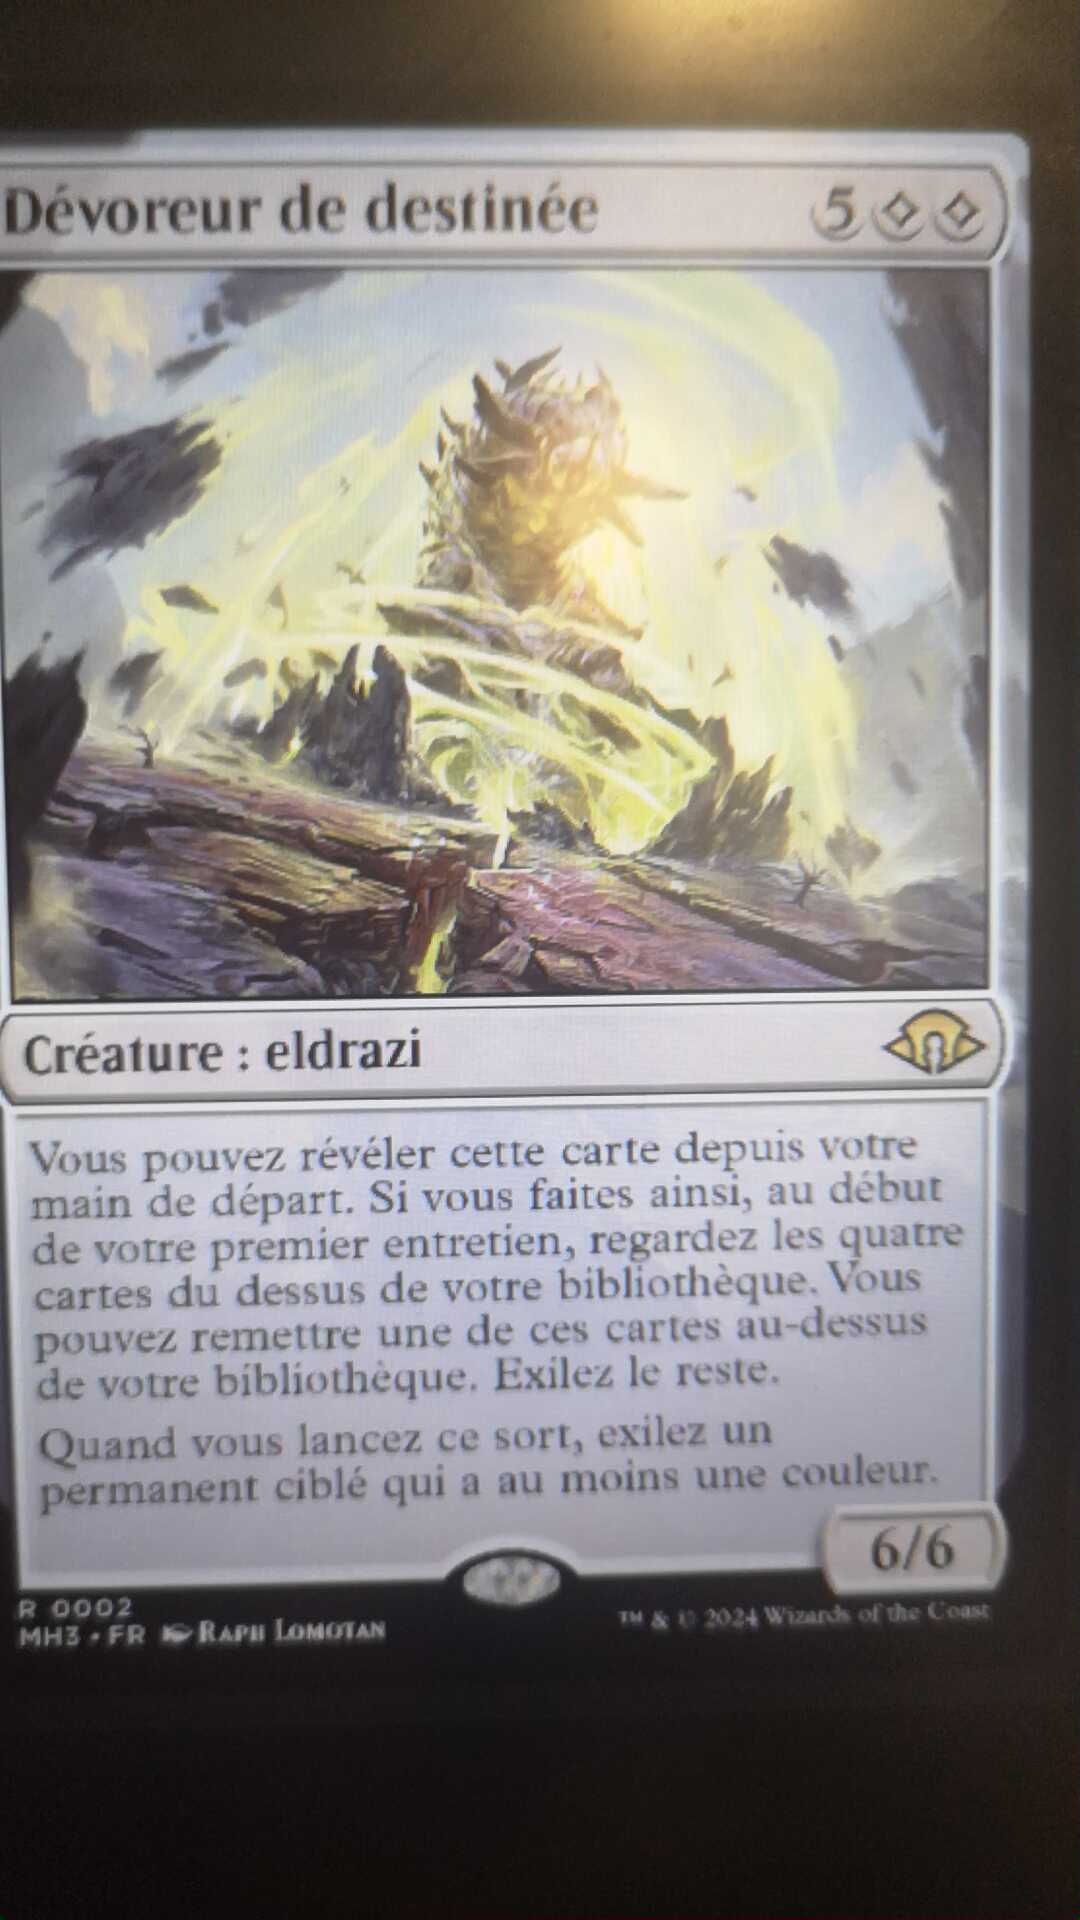 Dévoreur de destinée 5
Créature : eldrazi
Vous pouvez révéler cette carte depuis votre
main de départ. Si vous faites ainsi, au début
de votre premier entretien, regardez les quatre
cartes du dessus de votre bibliothèque. Vous
pouvez remettre une de ces cartes au-dessus
de votre bibliothèque. Exilez le reste.
Quand vous lancez ce sort, exilez un
permanent ciblé qui a au moins une couleur.
6/6
R 0002
MH3 • FR Raph Lomotan
™ & © 2024 Wizards of the Coast